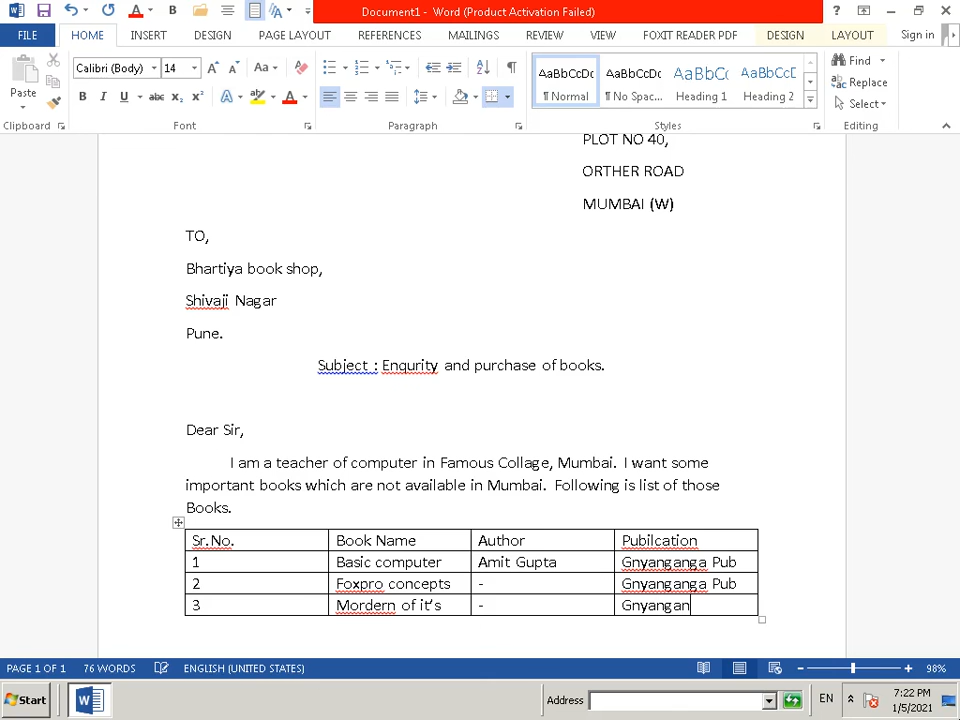 Document1 - Word (Product Activation Failed)
Sign in
FILE HOME INSERT DESIGN PAGE LAYOUT REFERENCES MAILINGS REVIEW VIEW FOXIT READER PDF DESIGN LAYOUT
Paste
Clipboard
Calibri (Body) 14
Font
Paragraph
AaBbCcDc
¶ Normal
AaBbCcDc
¶ No Spac...
AaBbCc
Heading 1
AaBbCcD
Heading 2
Styles
Find
Replace
Select
Editing
PLOT NO 40,
ORTHER ROAD
MUMBAI (W)
TO,
Bhartiya book shop,
Shivaji Nagar
Pune.
Subject : Enqurity and purchase of books.
Dear Sir,
I am a teacher of computer in Famous Collage, Mumbai. I want some
important books which are not available in Mumbai. Following is list of those
Books.
Sr.No. Book Name Author Pubilcation
1 Basic computer Amit Gupta Gnyanganga Pub
2 Foxpro concepts - Gnyanganga Pub
3 Mordern of it's - Gnyangan
PAGE 1 OF 1 76 WORDS ENGLISH (UNITED STATES) 98%
Start Address EN 7:22 PM
1/5/2021